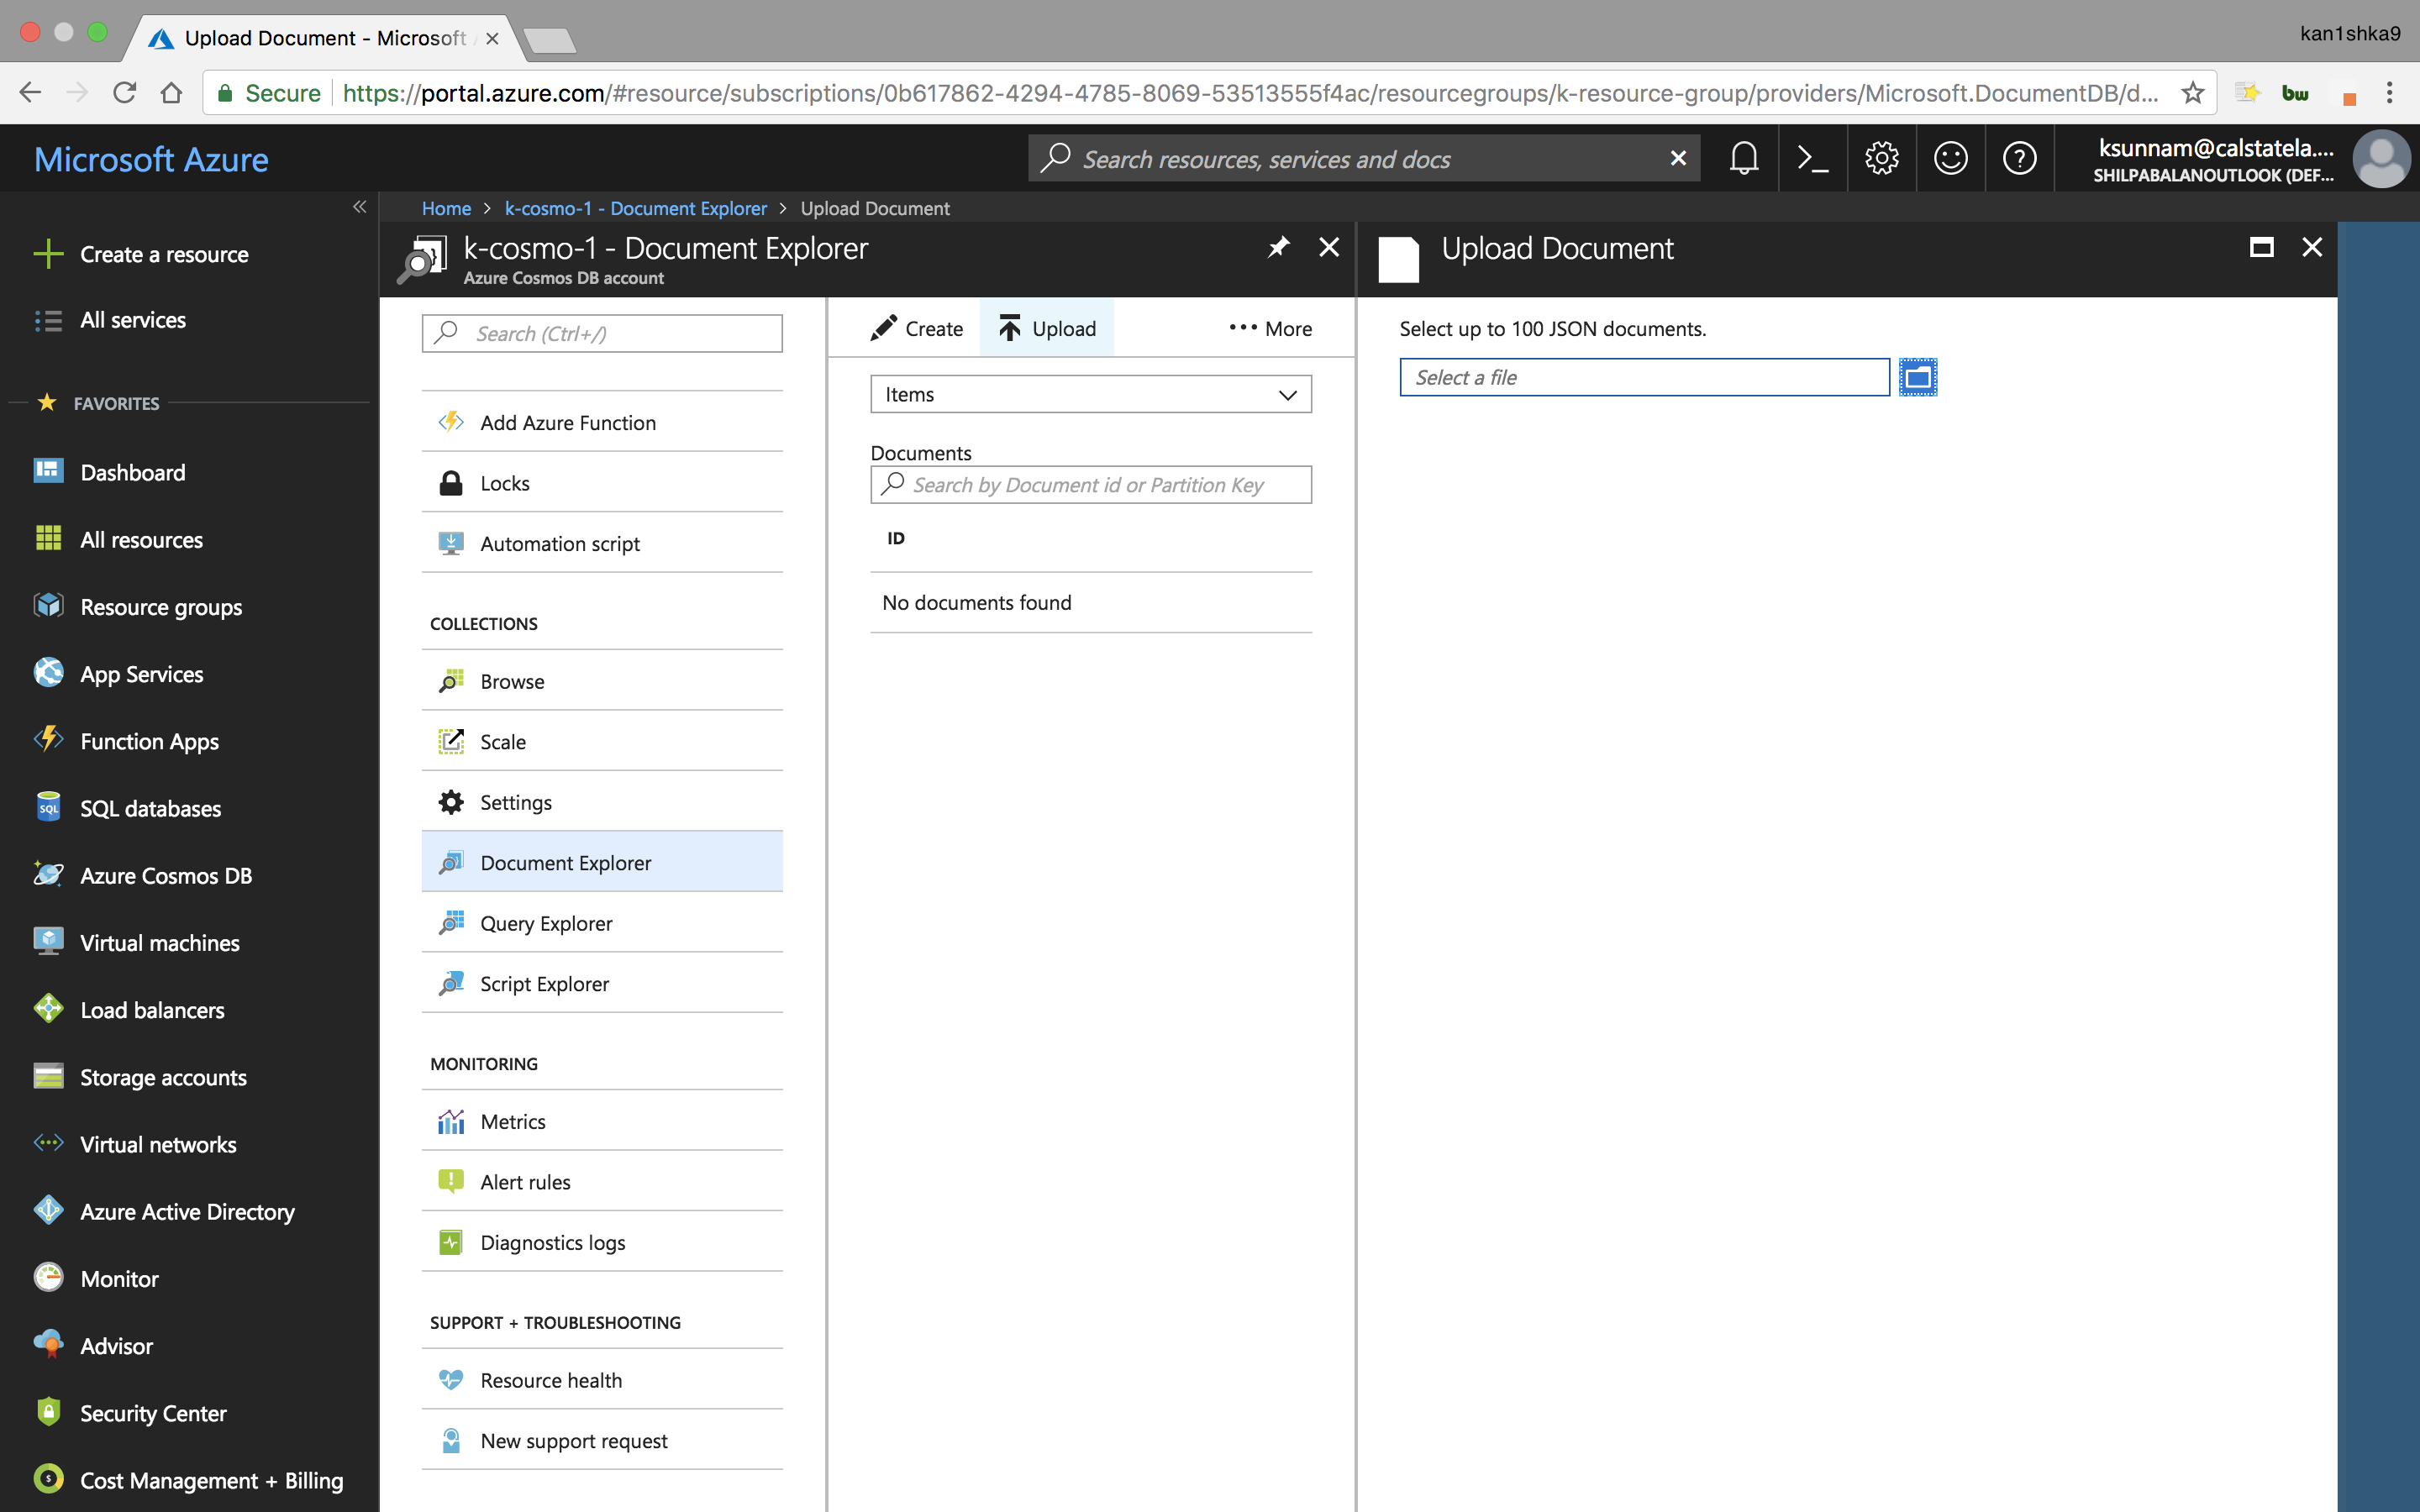 Upload Document - Microsoft
kan1shka9
Secure
https://portal.azure.com/#resource/subscriptions/0b617862-4294-4785-8069-53513555f4ac/resourcegroups/k-resource-group/providers/Microsoft.DocumentDB/d...
bw
Microsoft Azure
Search resources, services and docs
ksunnam@calstatela....
SHILPABALANOUTLOOK (DEF...
Home > k-cosmo-1 - Document Explorer > Upload Document
Create a resource
All services
FAVORITES
Dashboard
All resources
Resource groups
App Services
Function Apps
SQL
SQL databases
Azure Cosmos DB
Virtual machines
Load balancers
Storage accounts
Virtual networks
Azure Active Directory
Monitor
Advisor
Security Center
Cost Management + Billing
k-cosmo-1 - Document Explorer
Azure Cosmos DB account
Search (Ctrl+/)
Add Azure Function
Locks
Automation script
COLLECTIONS
Browse
Scale
Settings
Document Explorer
Query Explorer
Script Explorer
MONITORING
Metrics
Alert rules
Diagnostics logs
SUPPORT + TROUBLESHOOTING
Resource health
New support request
Create
Upload
More
Items
Documents
Search by Document id or Partition Key
ID
No documents found
Upload Document
Select up to 100 JSON documents.
Select a file